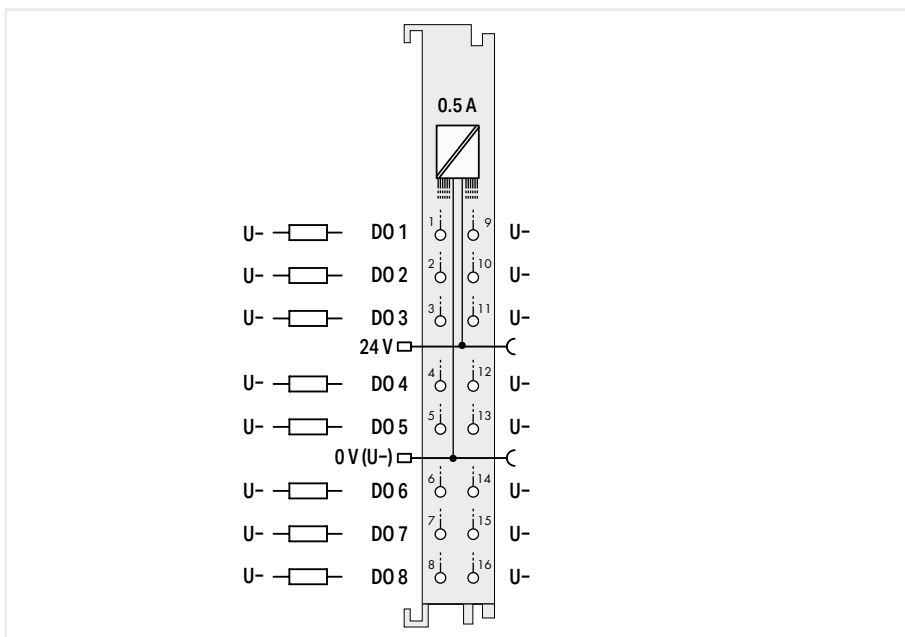 0.5 A
U– DO 1 1 9 U–
U– DO 2 2 10 U–
U– DO 3 3 11 U–
24 V
U– DO 4 4 12 U–
U– DO 5 5 13 U–
0 V (U–)
U– DO 6 6 14 U–
U– DO 7 7 15 U–
U– DO 8 8 16 U–